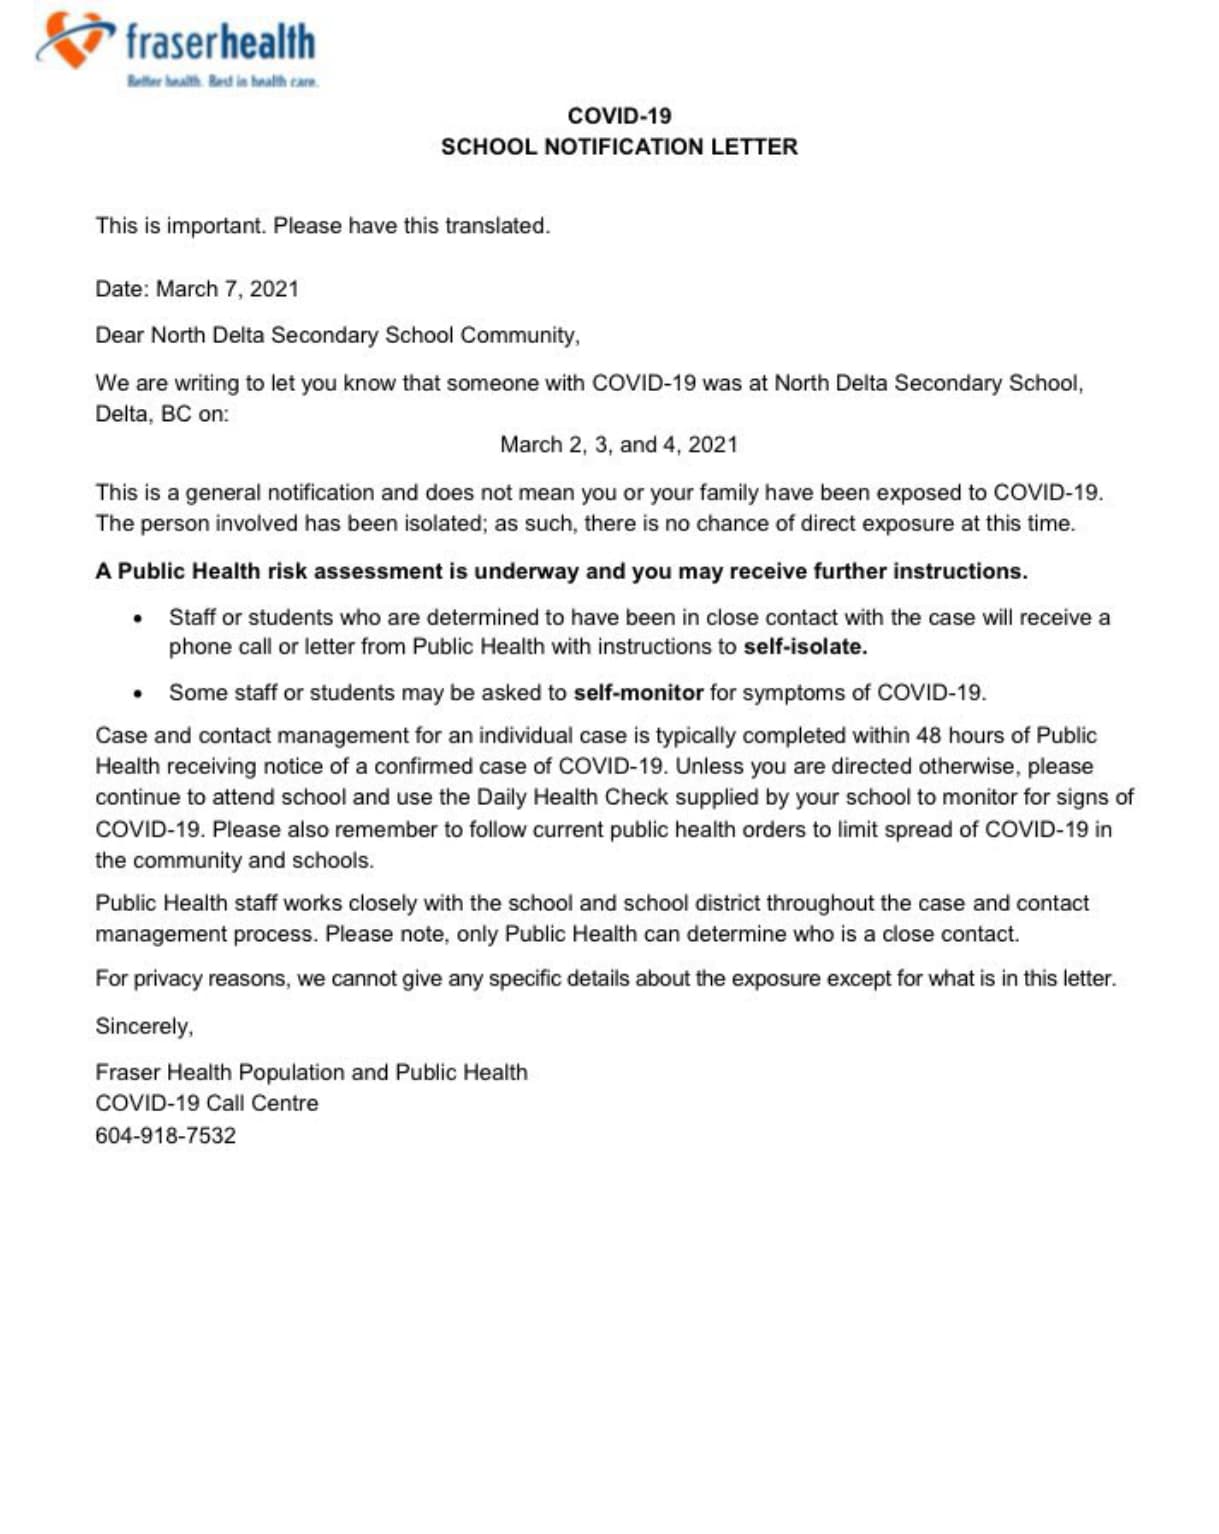 fraserhealth
Better health. Best in health care.
COVID-19
SCHOOL NOTIFICATION LETTER
This is important. Please have this translated.
Date: March 7, 2021
Dear North Delta Secondary School Community,
We are writing to let you know that someone with COVID-19 was at North Delta Secondary School,
Delta, BC on:
March 2, 3, and 4, 2021
This is a general notification and does not mean you or your family have been exposed to COVID-19.
The person involved has been isolated; as such, there is no chance of direct exposure at this time.
A Public Health risk assessment is underway and you may receive further instructions.
• Staff or students who are determined to have been in close contact with the case will receive a
phone call or letter from Public Health with instructions to self-isolate.
• Some staff or students may be asked to self-monitor for symptoms of COVID-19.
Case and contact management for an individual case is typically completed within 48 hours of Public
Health receiving notice of a confirmed case of COVID-19. Unless you are directed otherwise, please
continue to attend school and use the Daily Health Check supplied by your school to monitor for signs of
COVID-19. Please also remember to follow current public health orders to limit spread of COVID-19 in
the community and schools.
Public Health staff works closely with the school and school district throughout the case and contact
management process. Please note, only Public Health can determine who is a close contact.
For privacy reasons, we cannot give any specific details about the exposure except for what is in this letter.
Sincerely,
Fraser Health Population and Public Health
COVID-19 Call Centre
604-918-7532